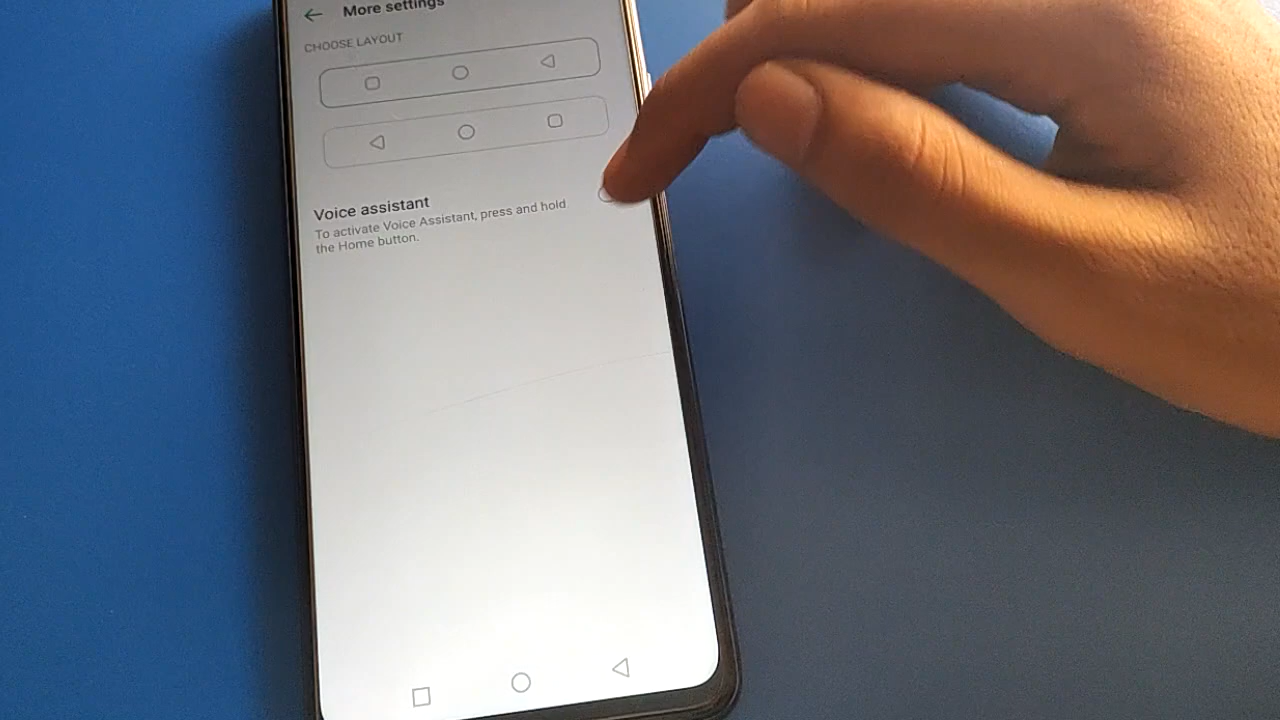 More settings
CHOOSE LAYOUT
Voice assistant
To activate Voice Assistant, press and hold
the Home button.